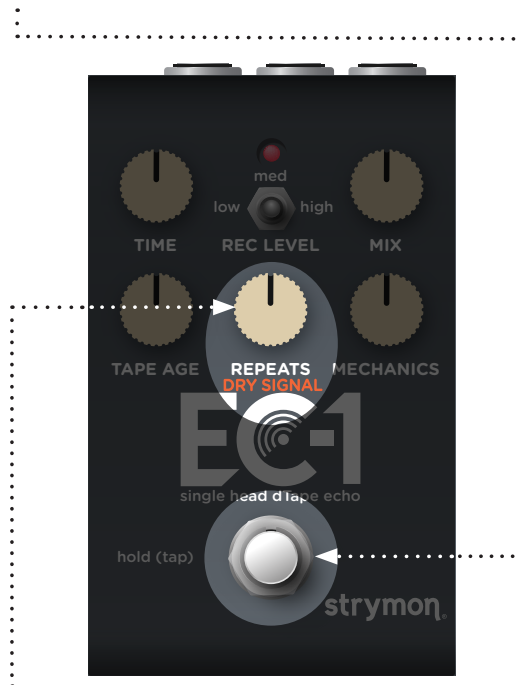 med
low high
TIME REC LEVEL MIX
TAPE AGE REPEATS MECHANICS
DRY SIGNAL
EC-1
single head dTape echo
hold (tap)
strymon®